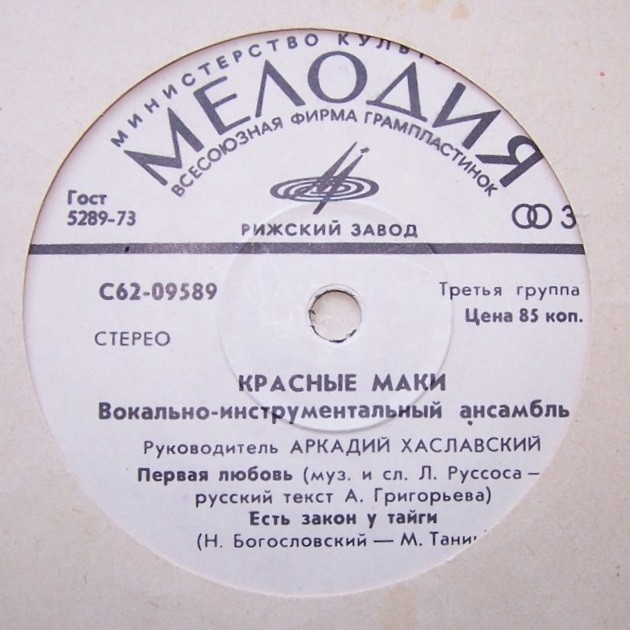 МИНИСТЕРСТВО
МЕЛОДИЯ
ВСЕСОЮЗНАЯ ФИРМА ГРАМПЛАСТИНОК
Гост
5289-73
РИЖСКИЙ ЗАВОД
З
С62-09589
Третья группа
Цена 85 коп.
СТЕРЕО
КРАСНЫЕ МАКИ
Вокально-инструментальный ансамбль
Руководитель АРКАДИЙ ХАСЛАВСКИЙ
Первая любовь (муз. и сл. Л. Руссоса –
русский текст А. Григорьева)
Есть закон у тайги
(Н. Богословский — М.